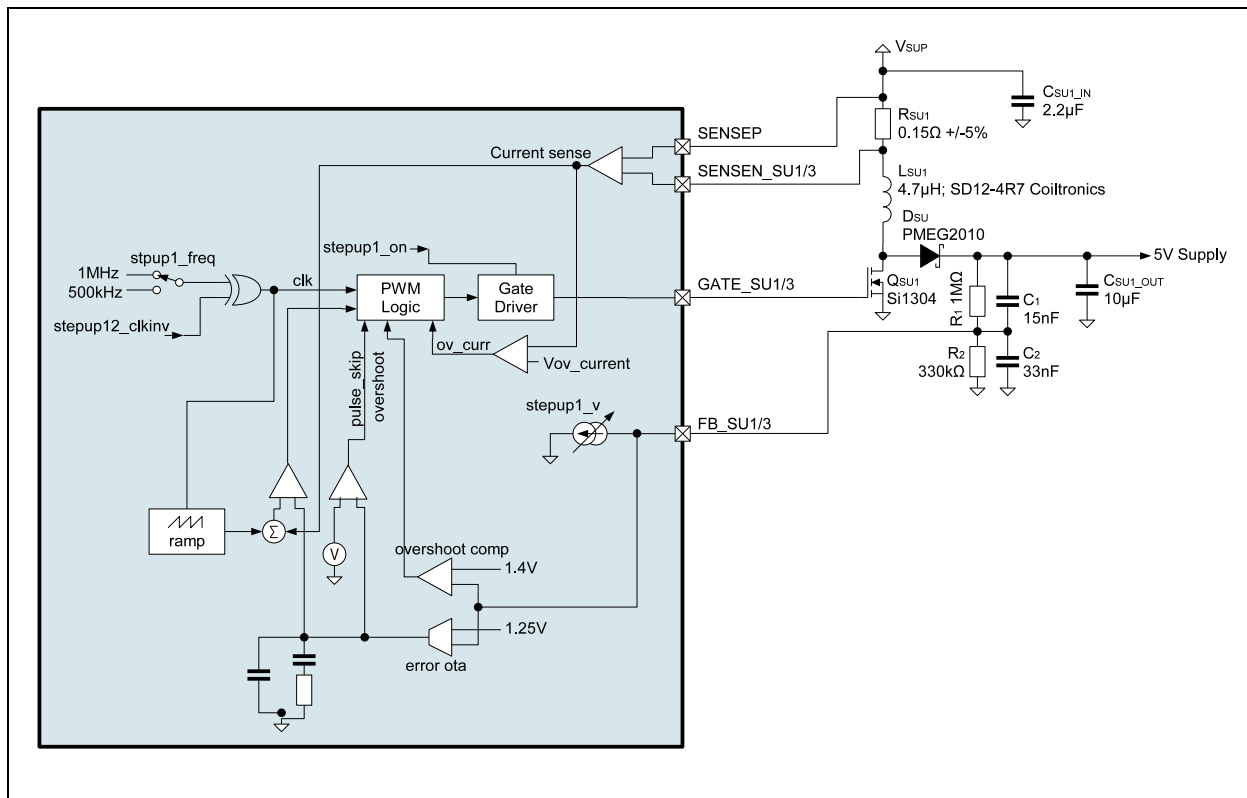 VSUP
CSU1_IN
2.2µF
RSU1
0.15Ω +/-5%
SENSEP
Current sense
SENSEN_SU1/3
LSU1
4.7µH; SD12-4R7 Coiltronics
DSU
PMEG2010
stepup1_on
stpup1_freq
1MHz
500kHz
clk
PWM
Logic
Gate
Driver
GATE_SU1/3
QSU1
Si1304
5V Supply
R1 1MΩ
C1
15nF
CSU1_OUT
10µF
stepup12_clkinv
ov_curr
Vov_current
pulse_skip
overshoot
R2
330kΩ
C2
33nF
stepup1_v
FB_SU1/3
ramp
Σ
V
overshoot comp
1.4V
1.25V
error ota